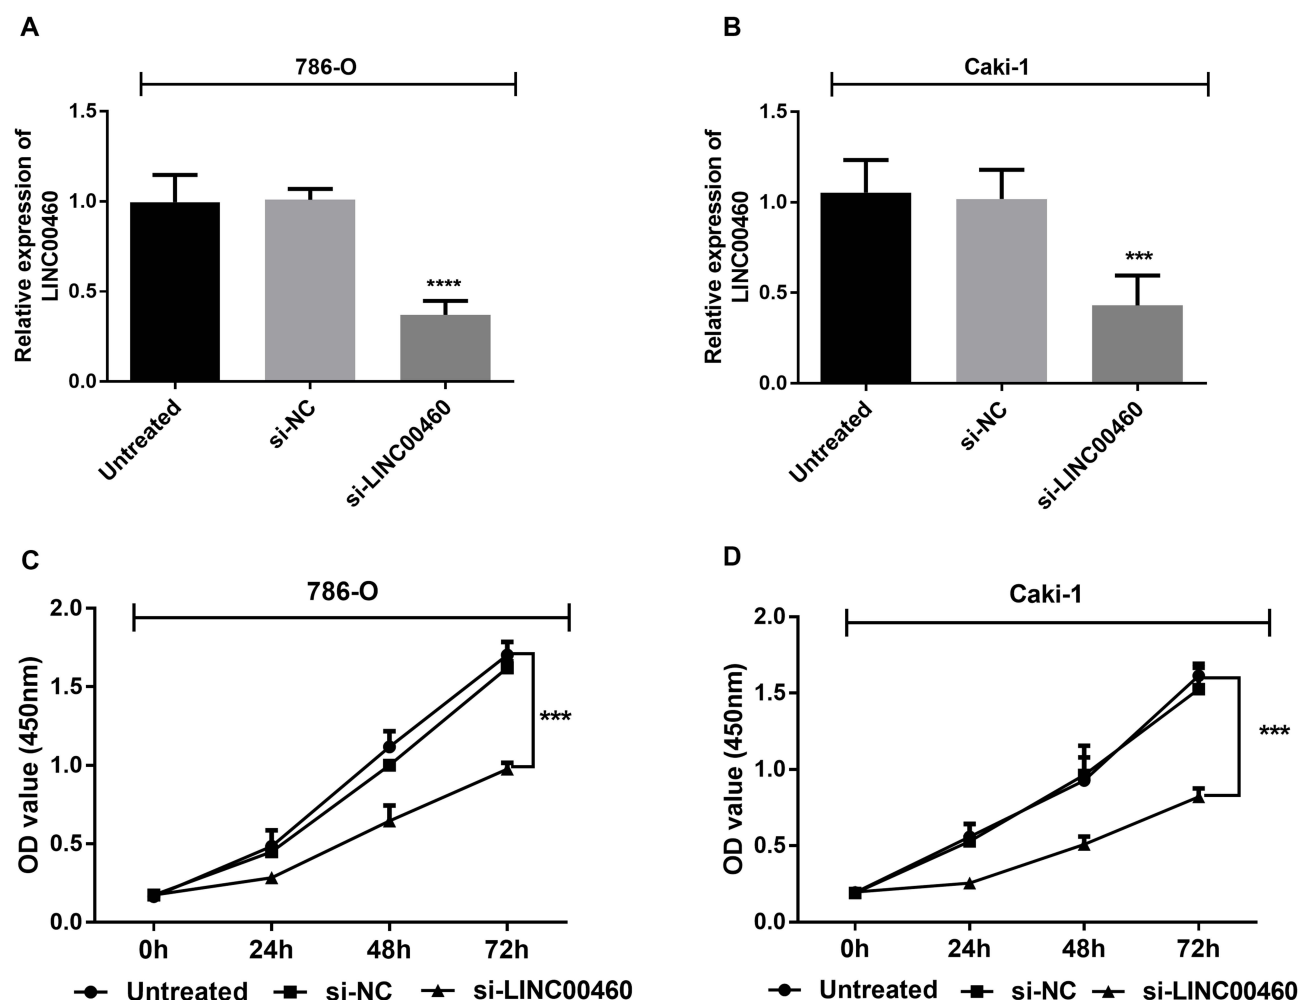 A
786-O
Relative expression of
LINC00460
1.5
1.0
0.5
0.0
****
Untreated
si-NC
si-LINC00460
B
Caki-1
Relative expression of
LINC00460
1.5
1.0
0.5
0.0
***
Untreated
si-NC
si-LINC00460
C
786-O
OD value (450nm)
2.0
1.5
1.0
0.5
0.0
***
0h 24h 48h 72h
Untreated si-NC si-LINC00460
D
Caki-1
OD value (450nm)
2.0
1.5
1.0
0.5
0.0
***
0h 24h 48h 72h
Untreated si-NC si-LINC00460